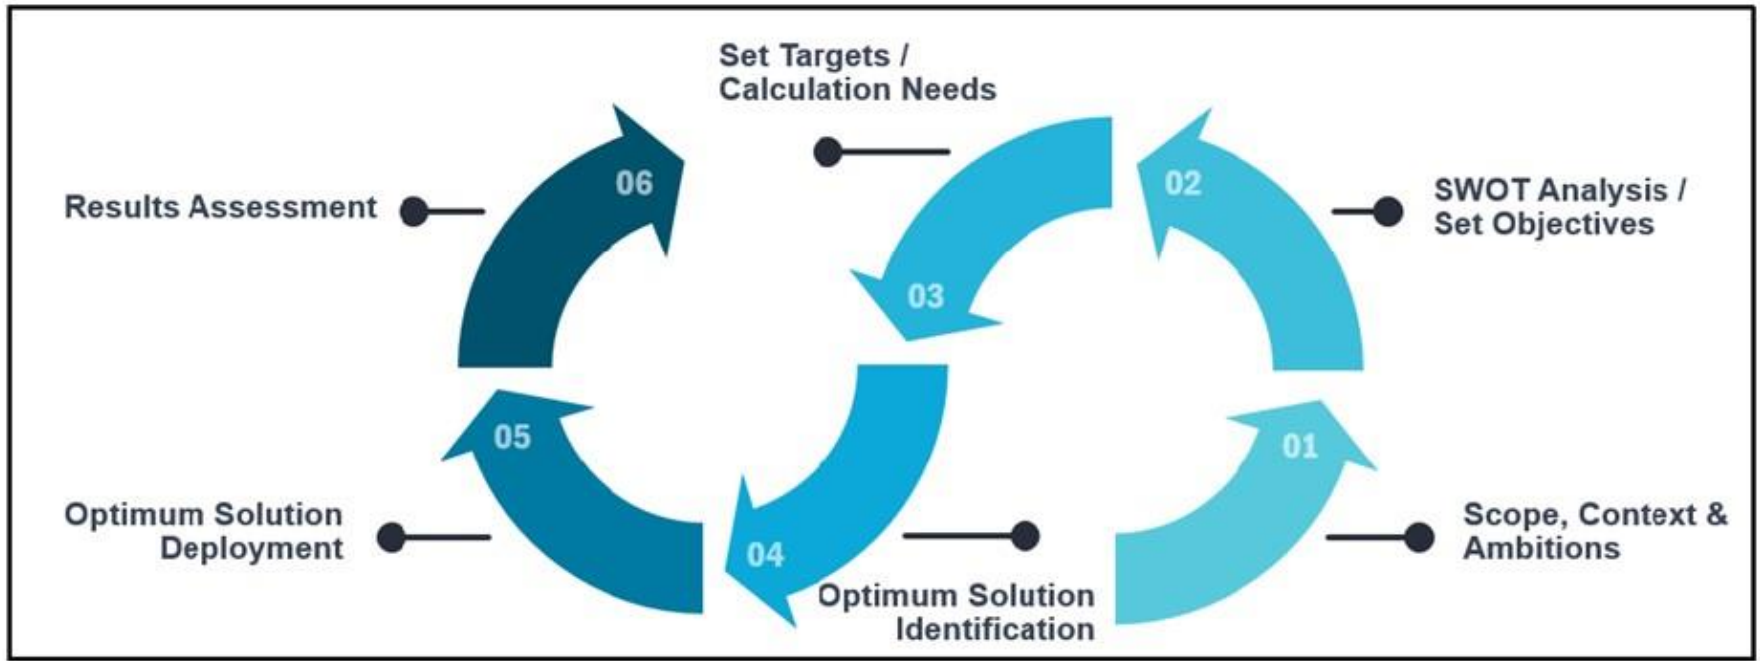 Set Targets /
Calculation Needs
06
02
Results Assessment
SWOT Analysis /
Set Objectives
03
05
01
Optimum Solution
Deployment
Scope, Context &
Ambitions
04
Optimum Solution
Identification